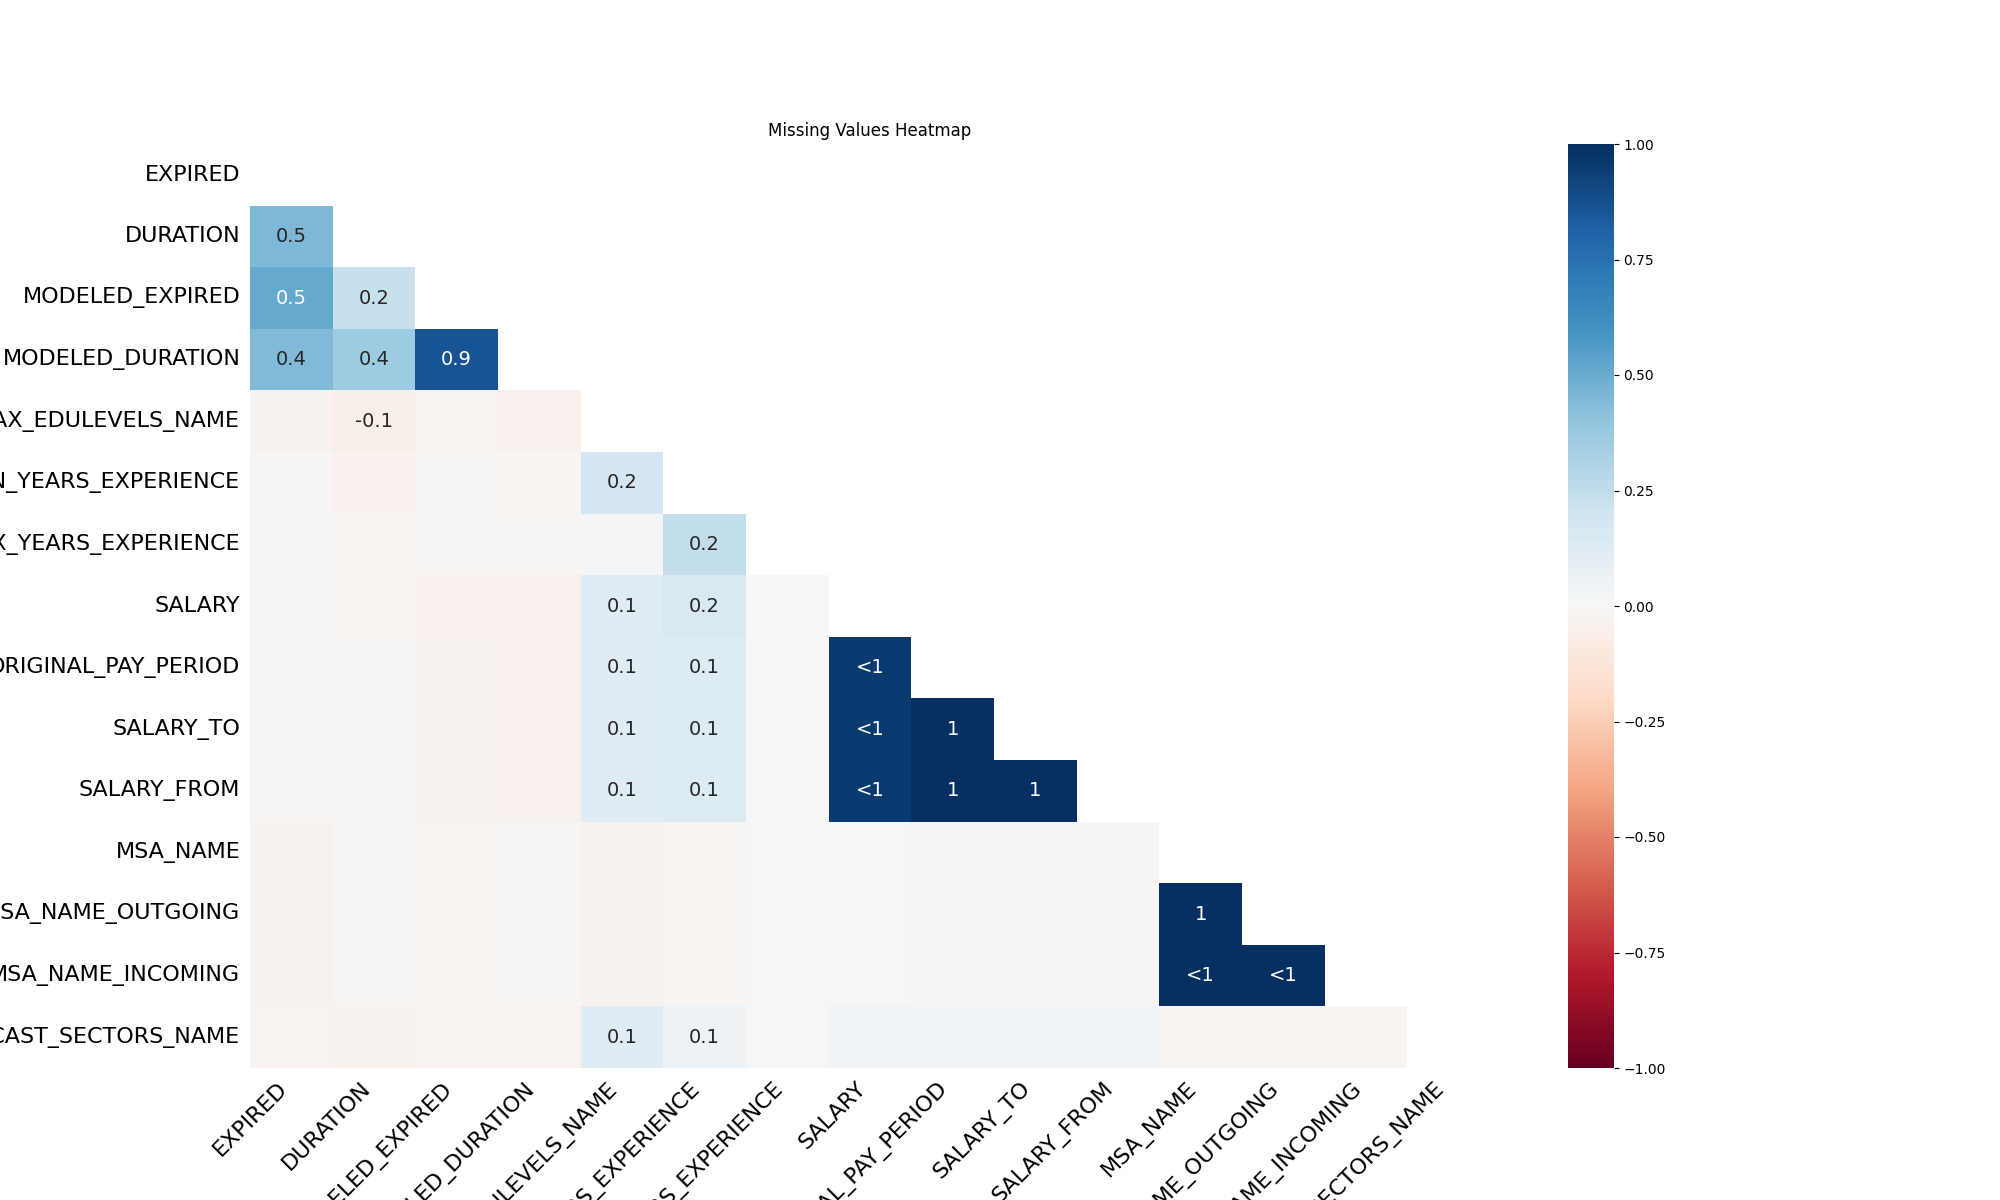 Missing Values Heatmap
EXPIRED
DURATION 0.5
MODELED_EXPIRED 0.5 0.2
MODELED_DURATION 0.4 0.4 0.9
AX_EDULEVELS_NAME -0.1
N_YEARS_EXPERIENCE 0.2
X_YEARS_EXPERIENCE 0.2
SALARY 0.1 0.2
ORIGINAL_PAY_PERIOD 0.1 0.1 <1
SALARY_TO 0.1 0.1 <1 1
SALARY_FROM 0.1 0.1 <1 1 1
MSA_NAME
SA_NAME_OUTGOING 1
MSA_NAME_INCOMING <1 <1
CAST_SECTORS_NAME 0.1 0.1
EXPIRED
DURATION
ELED_EXPIRED
LED_DURATION
ULEVELS_NAME
RS_EXPERIENCE
RS_EXPERIENCE
SALARY
AL_PAY_PERIOD
SALARY_TO
SALARY_FROM
MSA_NAME
ME_OUTGOING
AME_INCOMING
ECTORS_NAME
1.00
0.75
0.50
0.25
0.00
−0.25
−0.50
−0.75
−1.00